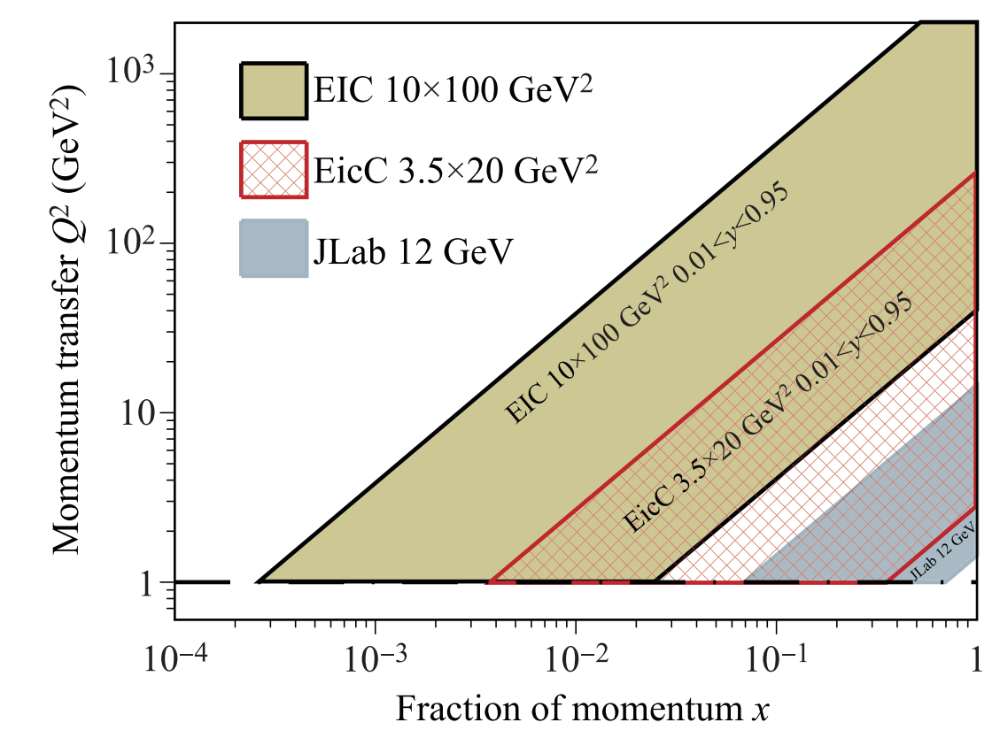 EIC 10×100 GeV²
EicC 3.5×20 GeV²
JLab 12 GeV
Momentum transfer Q² (GeV²)
10³
10²
10
1
EIC 10×100 GeV² 0.01<y<0.95
EicC 3.5×20 GeV² 0.01<y<0.95
JLab 12 GeV
10⁻⁴
10⁻³
10⁻²
10⁻¹
1
Fraction of momentum x